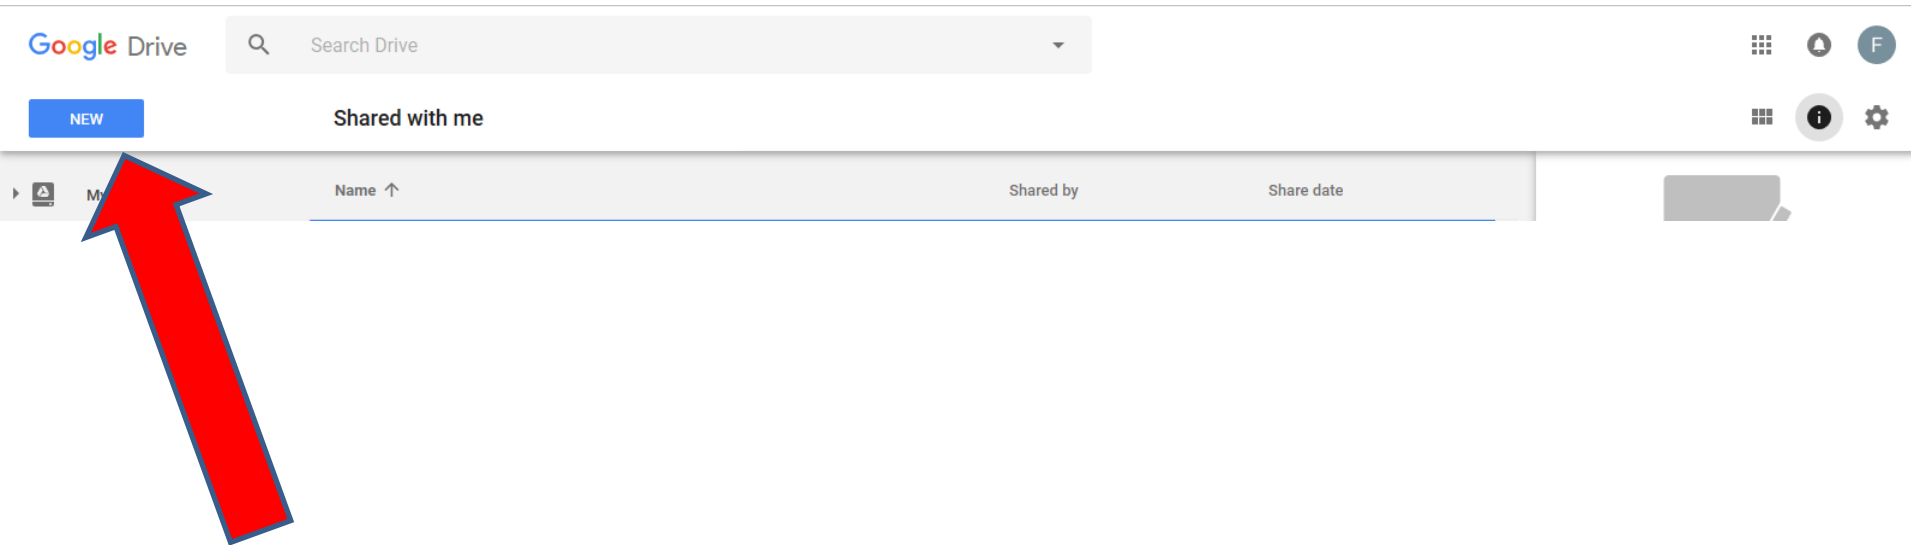 Google Drive
Search Drive
F
NEW
Shared with me
Name
Shared by
Share date